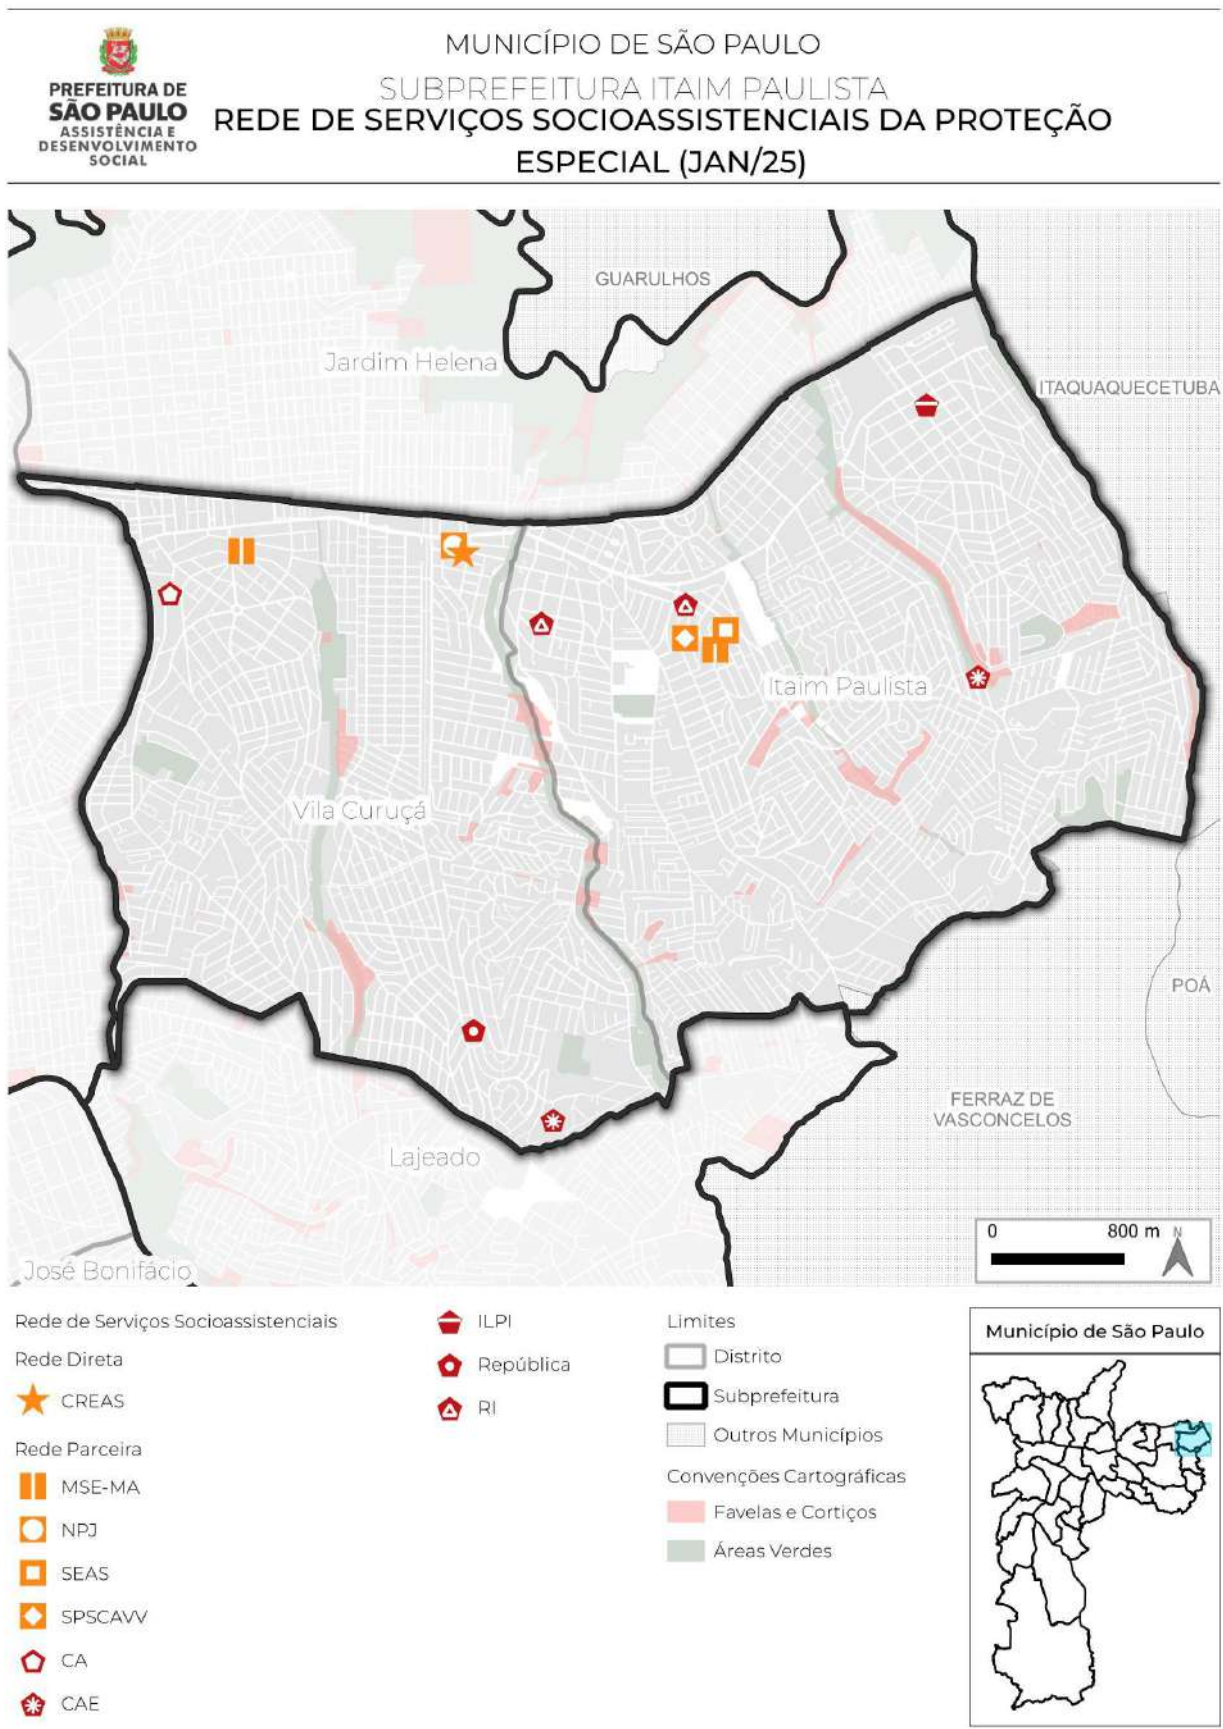 PREFEITURA DE
SÃO PAULO
ASSISTÊNCIA E
DESENVOLVIMENTO
SOCIAL
MUNICÍPIO DE SÃO PAULO
SUBPREFEITURA ITAIM PAULISTA
REDE DE SERVIÇOS SOCIOASSISTENCIAIS DA PROTEÇÃO
ESPECIAL (JAN/25)
GUARULHOS
Jardim Helena
ITAQUAQUECETUBA
Itaim Paulista
Vila Curuçá
POÁ
FERRAZ DE
VASCONCELOS
Lajeado
José Bonifácio
0 800 m N
Rede de Serviços Socioassistenciais
Rede Direta
CREAS
Rede Parceira
MSE-MA
NPJ
SEAS
SPSCAVV
CA
CAE
ILPI
República
RI
Limites
Distrito
Subprefeitura
Outros Municípios
Convenções Cartográficas
Favelas e Cortiços
Áreas Verdes
Município de São Paulo